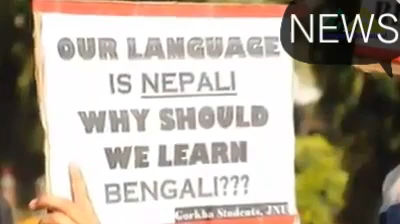 NEWS
OUR LANGUAGE
IS NEPALI
WHY SHOULD
WE LEARN
BENGALI???
Gorkha Students, JNU